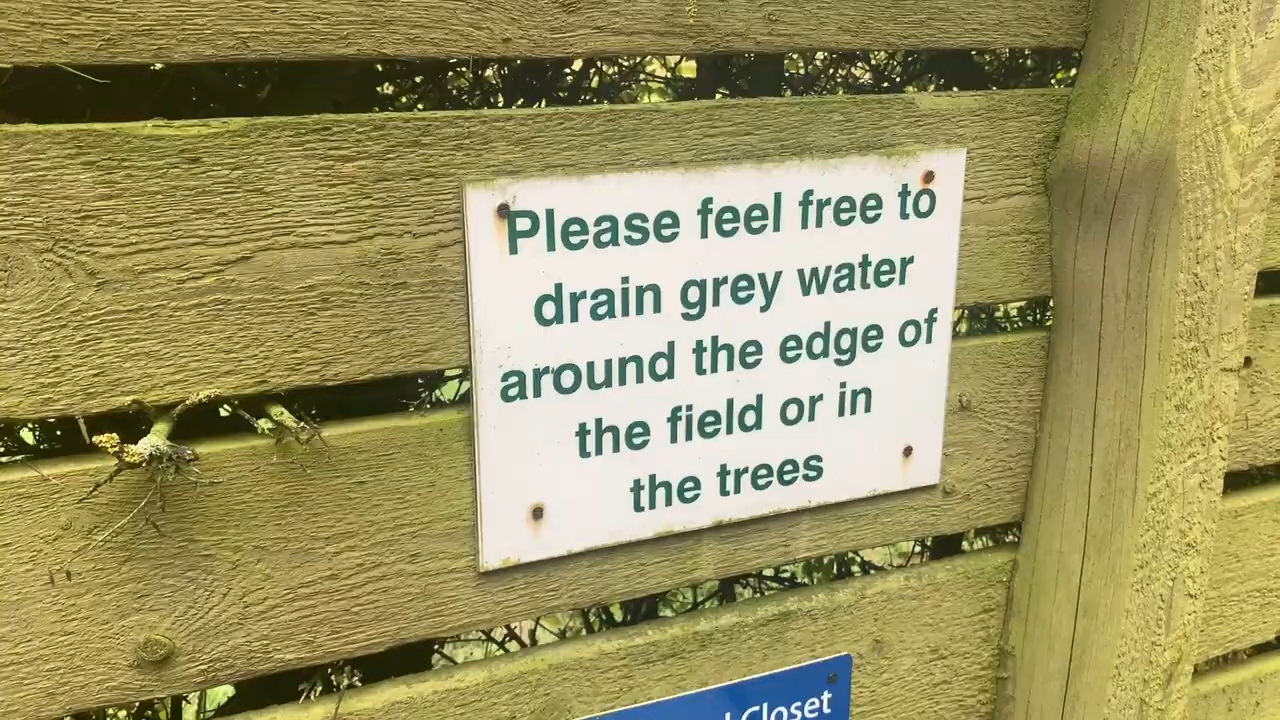 Please feel free to
drain grey water
around the edge of
the field or in
the trees
Closet